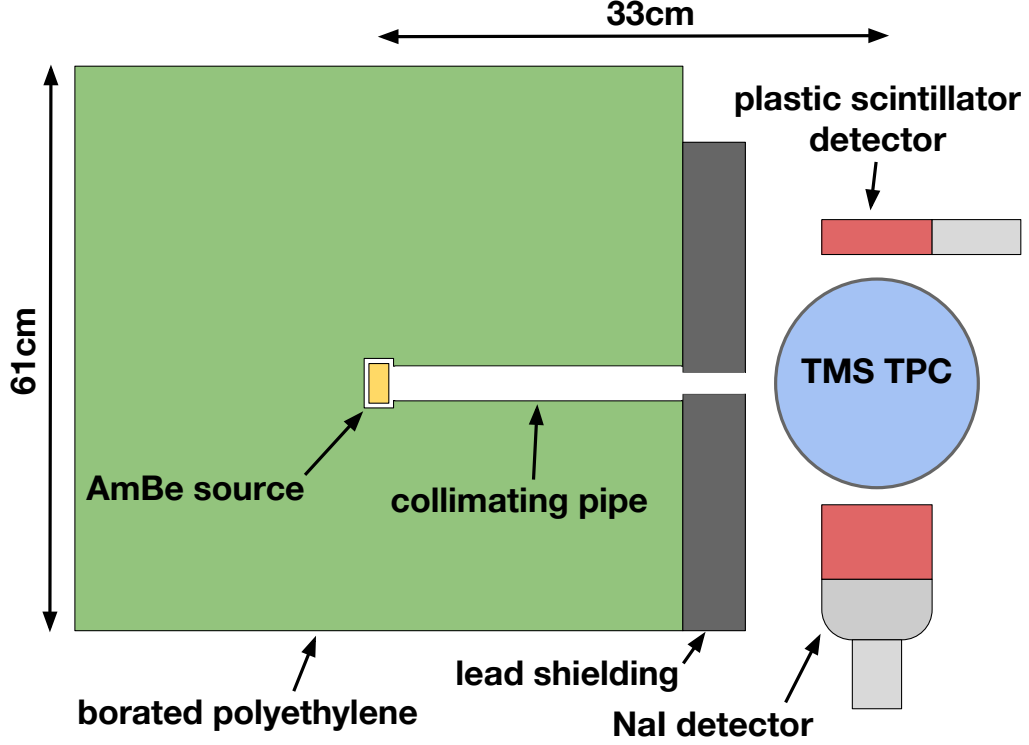 33cm
plastic scintillator
detector
61cm
TMS TPC
AmBe source
collimating pipe
lead shielding
borated polyethylene
NaI detector